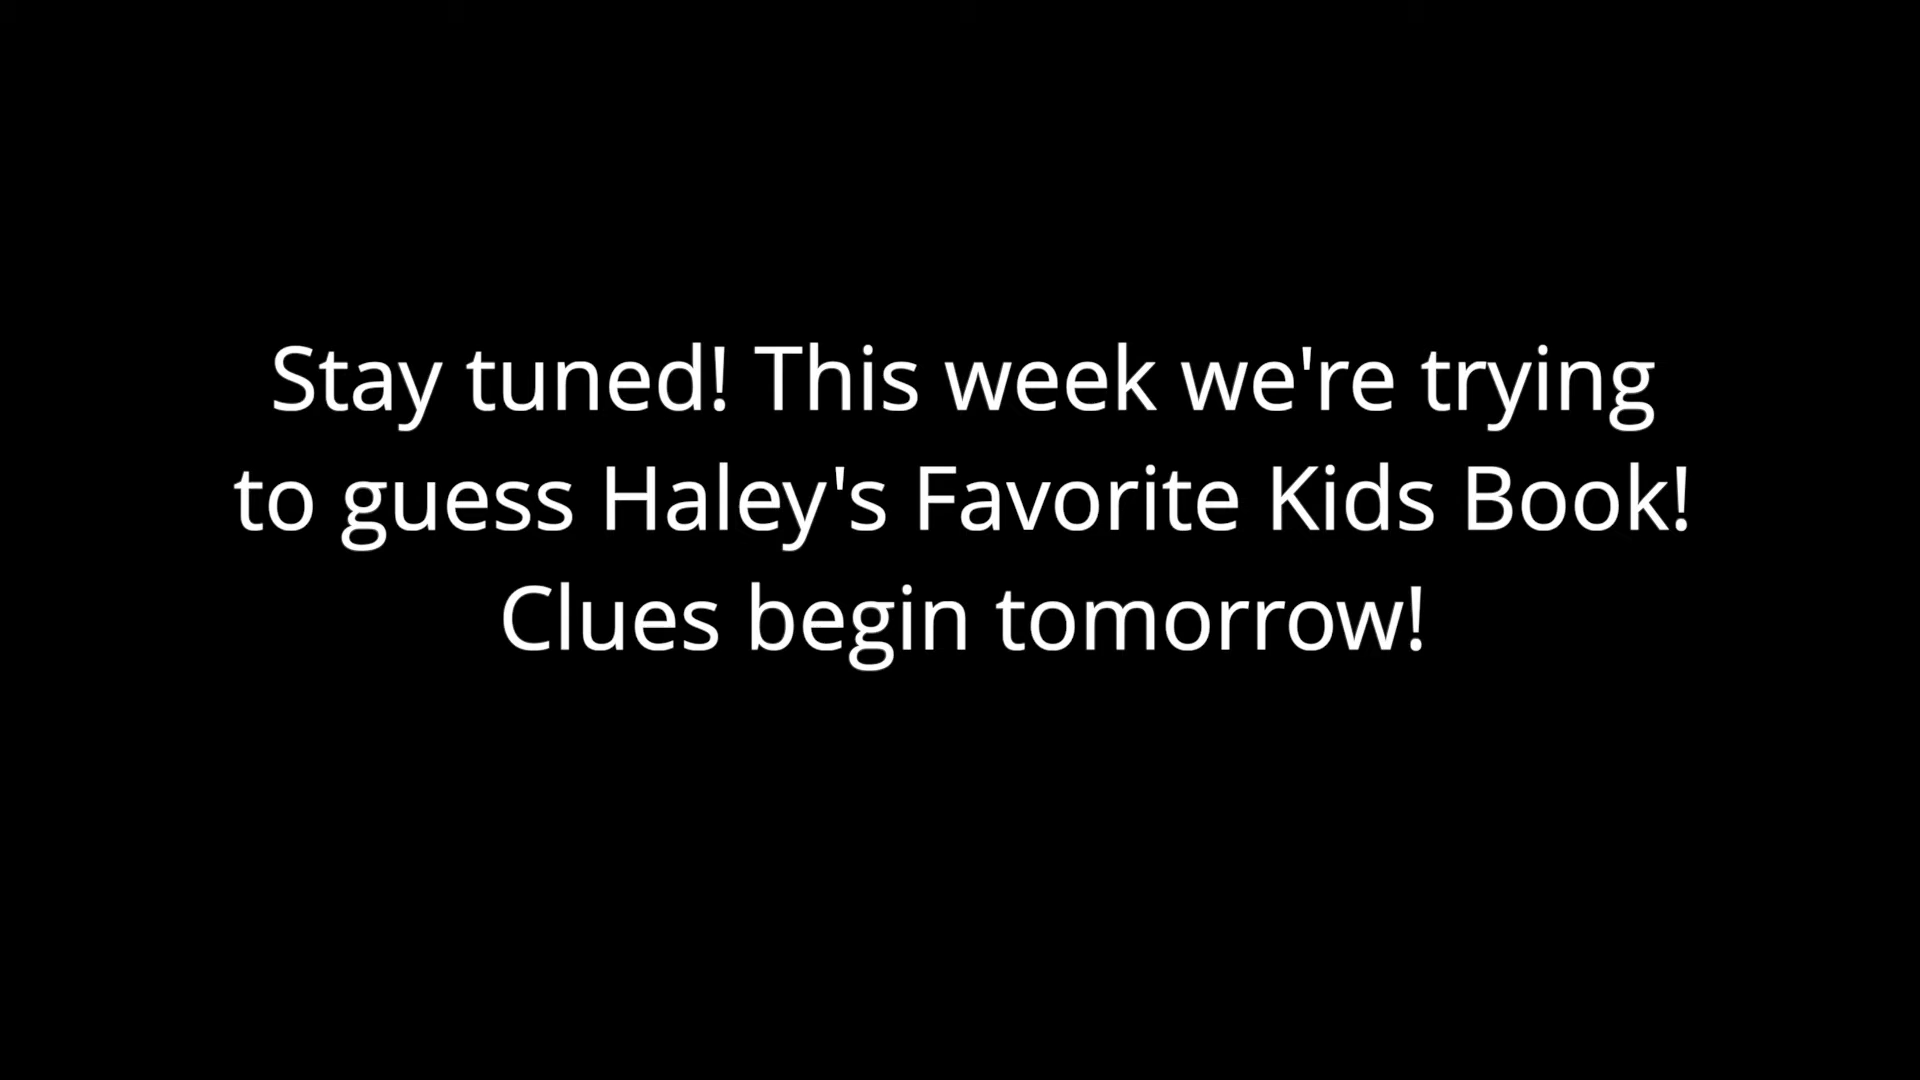 Stay tuned! This week we're trying
to guess Haley's Favorite Kids Book!
Clues begin tomorrow!